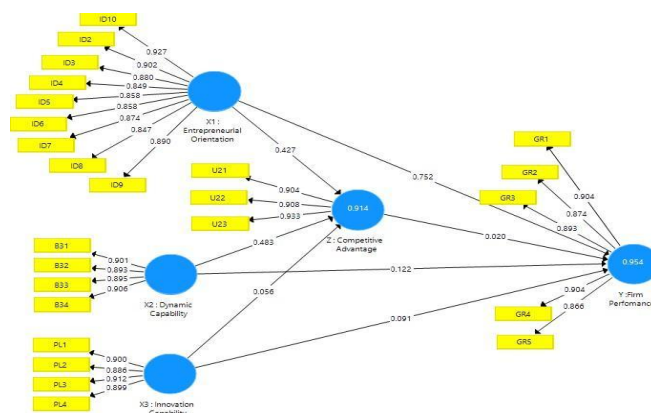 ID10
ID2
ID3
ID4
ID5
ID6
ID7
ID8
ID9
0.927
0.902
0.880
0.849
0.858
0.858
0.874
0.847
0.890
X1 :
Entrepreneurial
Orientation
0.427
0.752
U21
U22
U23
0.904
0.908
0.933
0.914
Z : Competitive
Advantage
0.020
GR1
GR2
GR3
0.904
0.874
0.893
0.954
Y :Firm
Perfomance
0.904
0.866
GR4
GR5
B31
B32
B33
B34
0.901
0.893
0.895
0.906
X2 : Dynamic
Capability
0.483
0.122
0.056
0.091
PL1
PL2
PL3
PL4
0.900
0.886
0.912
0.899
X3 : Innovation
Capability